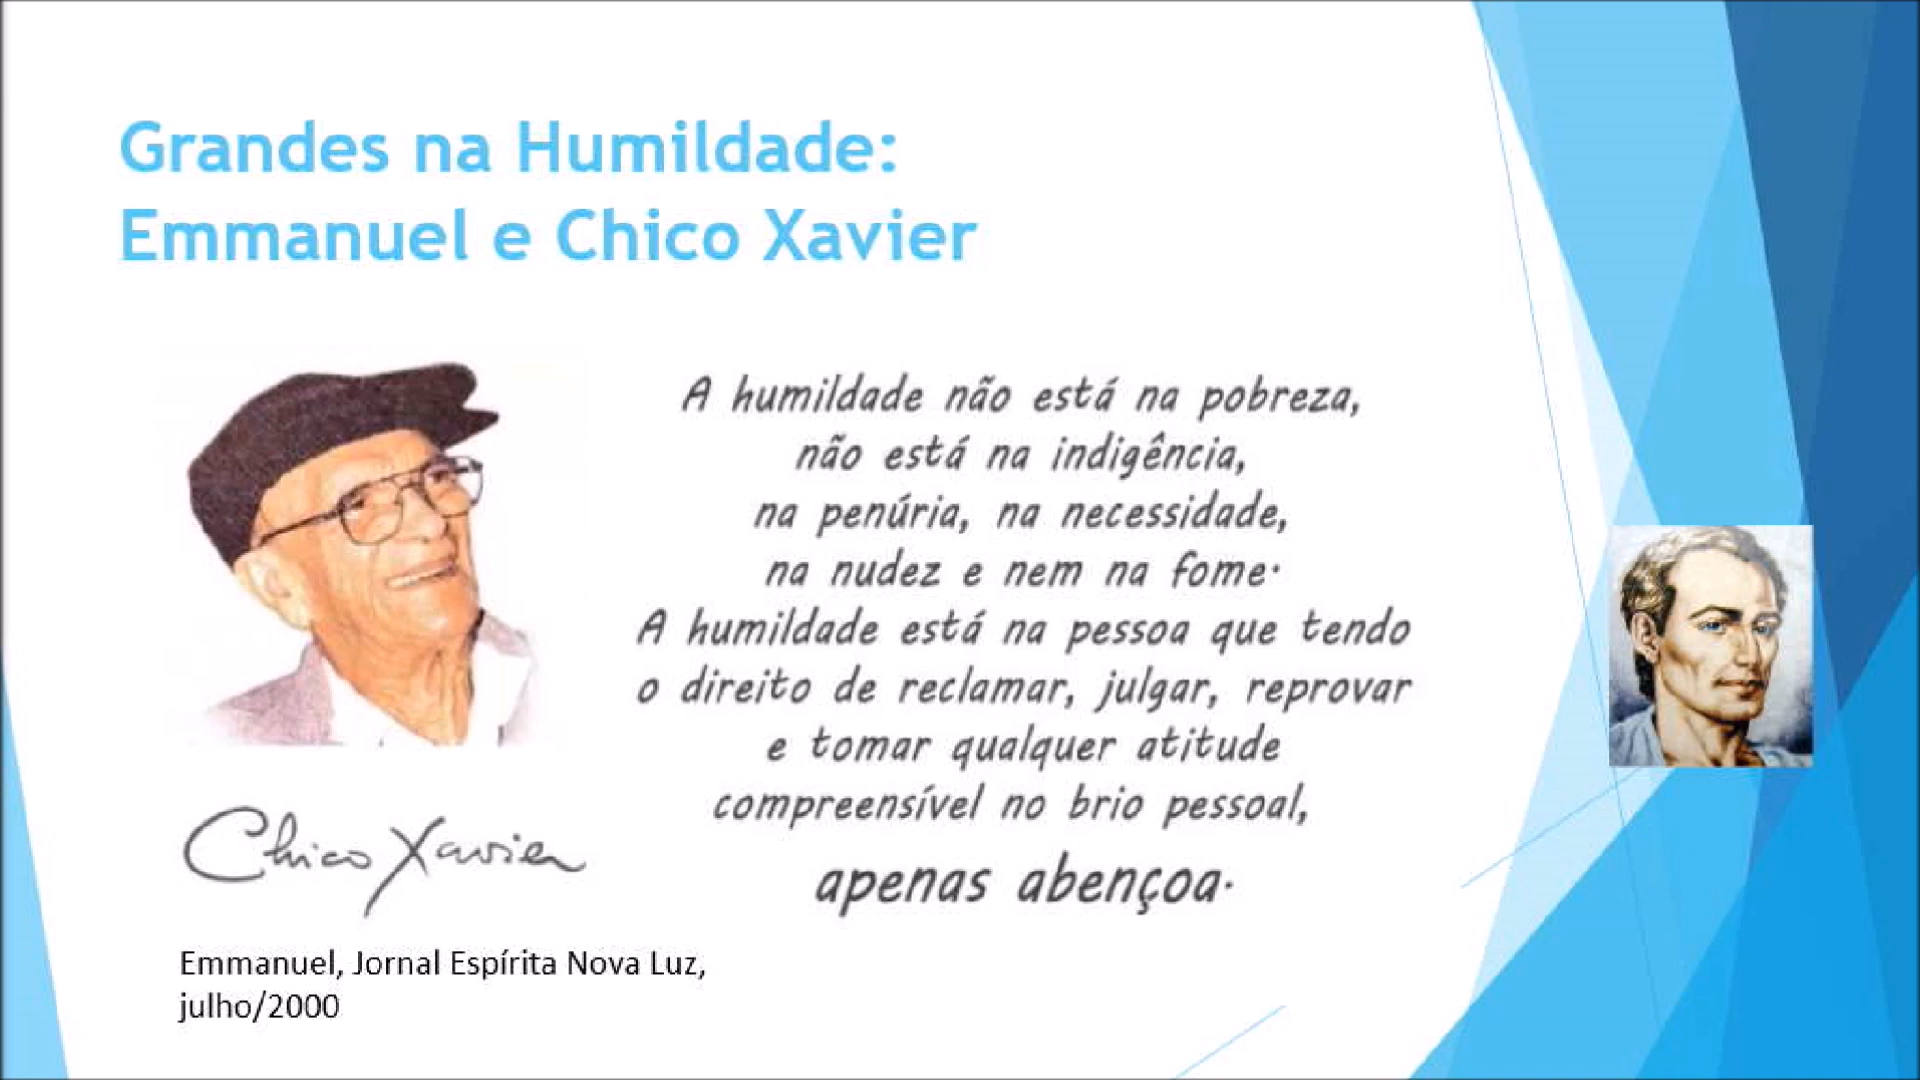 Grandes na Humildade:
Emmanuel e Chico Xavier
A humildade não está na pobreza,
não está na indigência,
na penúria, na necessidade,
na nudez e nem na fome.
A humildade está na pessoa que tendo
o direito de reclamar, julgar, reprovar
e tomar qualquer atitude
compreensível no brio pessoal,
apenas abençoa.
Chico Xavier
Emmanuel, Jornal Espírita Nova Luz,
julho/2000